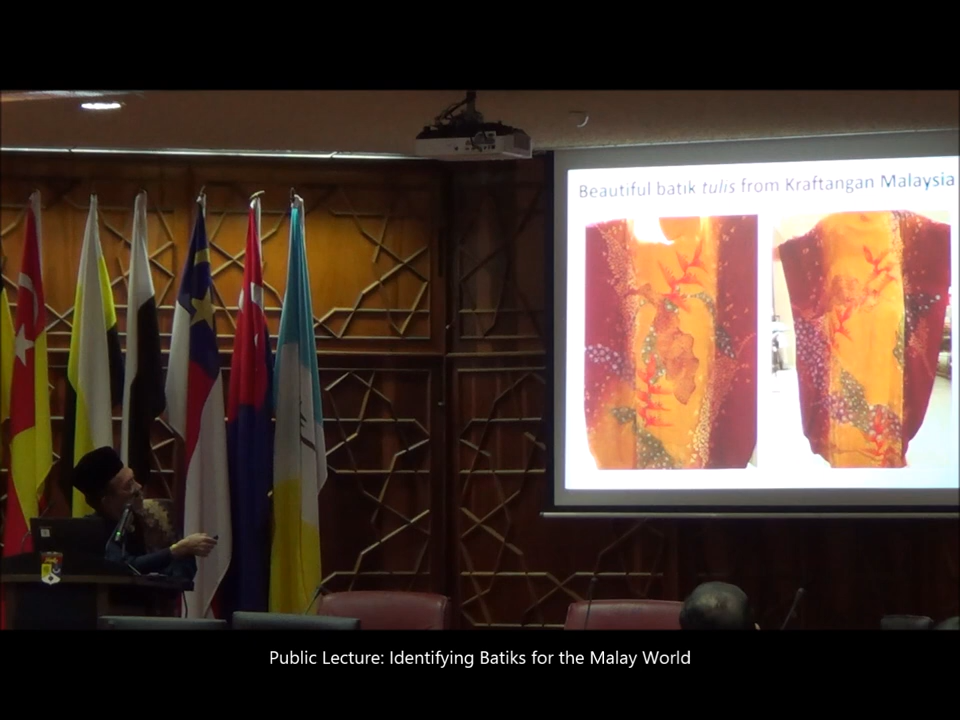 Beautiful batik tulis from Kraftangan Malaysia
Public Lecture: Identifying Batiks for the Malay World